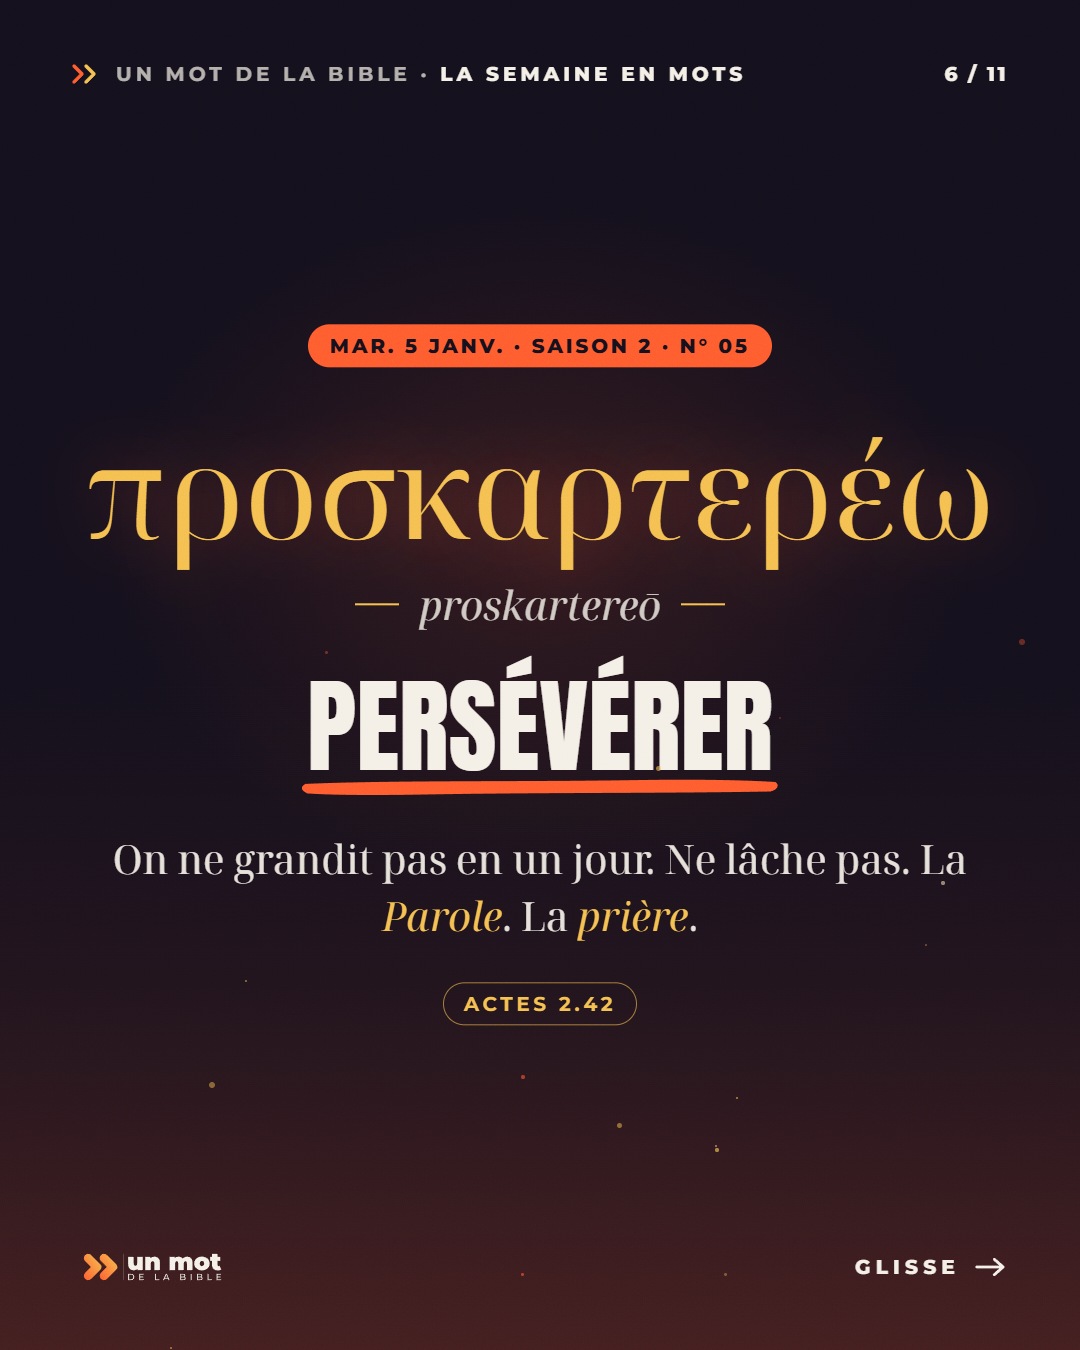 UN MOT DE LA BIBLE · LA SEMAINE EN MOTS
6 / 11
MAR. 5 JANV. · SAISON 2 · N° 05
προσκαρτερέω
proskartereō
PERSÉVÉRER
On ne grandit pas en un jour. Ne lâche pas. La
Parole. La prière.
ACTES 2.42
un mot
DE LA BIBLE
GLISSE →